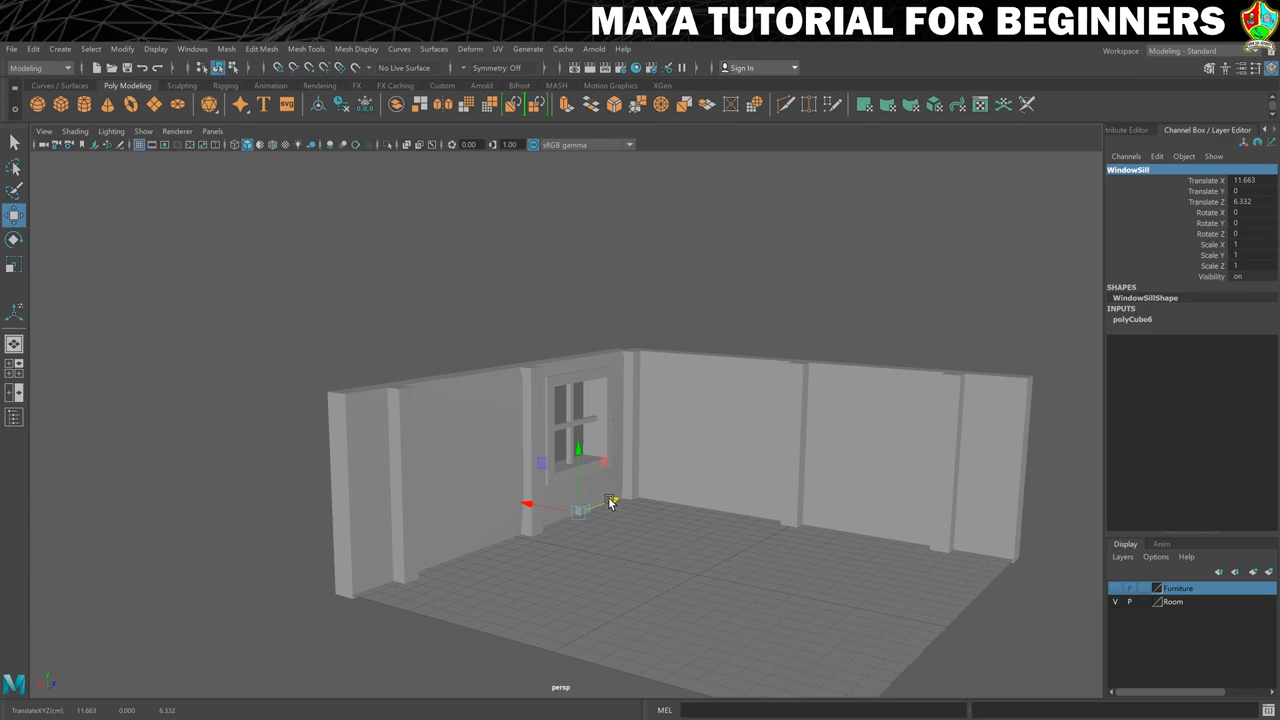 MAYA TUTORIAL FOR BEGINNERS
File Edit Create Select Modify Display Windows Mesh Edit Mesh Mesh Tools Mesh Display Curves Surfaces Deform UV Generate Cache Arnold Help
Workspace : Modeling - Standard
Modeling No Live Surface Symmetry: Off Sign In
Curves / Surfaces Poly Modeling Sculpting Rigging Animation Rendering FX FX Caching Custom Arnold Bifrost MASH Motion Graphics XGen
View Shading Lighting Show Renderer Panels
0.00 1.00 sRGB gamma
tribute Editor Channel Box / Layer Editor
Channels Edit Object Show
WindowSill
Translate X 11.663
Translate Y 0
Translate Z 6.332
Rotate X 0
Rotate Y 0
Rotate Z 0
Scale X 1
Scale Y 1
Scale Z 1
Visibility on
SHAPES
WindowSillShape
INPUTS
polyCube6
Display Anim
Layers Options Help
P Furniture
V P Room
persp
TranslateXYZ(cm): 11.663 0.000 6.332
MEL